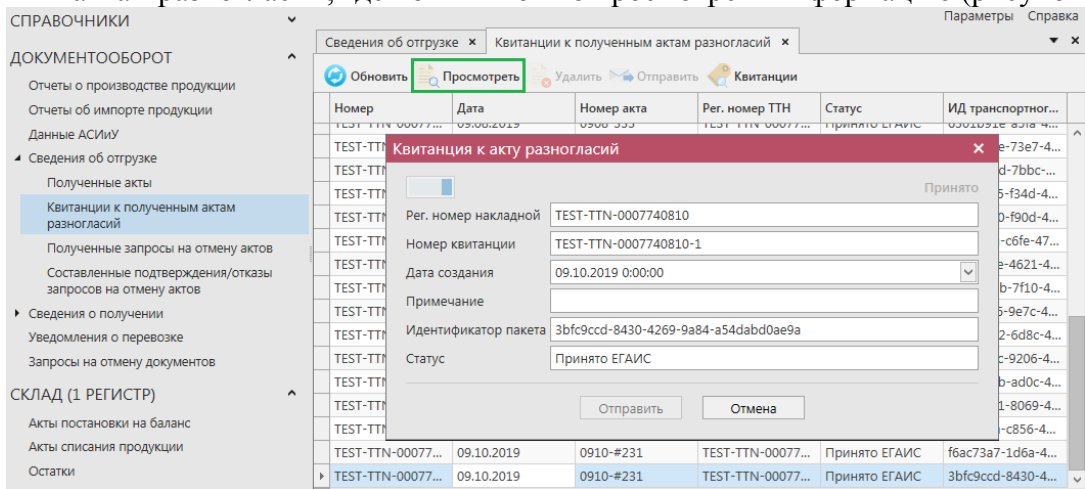 СПРАВОЧНИКИ
ДОКУМЕНТООБОРОТ
Отчеты о производстве продукции
Отчеты об импорте продукции
Данные АСИиУ
Сведения об отгрузке
Полученные акты
Квитанции к полученным актам
разногласий
Полученные запросы на отмену актов
Составленные подтверждения/отказы
запросов на отмену актов
Сведения о получении
Уведомления о перевозке
Запросы на отмену документов
СКЛАД (1 РЕГИСТР)
Акты постановки на баланс
Акты списания продукции
Остатки
Параметры Справка
Сведения об отгрузке × Квитанции к полученным актам разногласий ×
Обновить Просмотреть Удалить Отправить Квитанции
Номер Дата Номер акта Рег. номер ТТН Статус ИД транспортног...
Квитанция к акту разногласий
Принято
Рег. номер накладной TEST-TTN-0007740810
Номер квитанции TEST-TTN-0007740810-1
Дата создания 09.10.2019 0:00:00
Примечание
Идентификатор пакета 3bfc9ccd-8430-4269-9a84-a54dabd0ae9a
Статус Принято ЕГАИС
Отправить Отмена
TEST-TTN-00077... 09.10.2019 0910-#231 TEST-TTN-00077... Принято ЕГАИС f6ac73a7-1d6a-4...
TEST-TTN-00077... 09.10.2019 0910-#231 TEST-TTN-00077... Принято ЕГАИС 3bfc9ccd-8430-4...